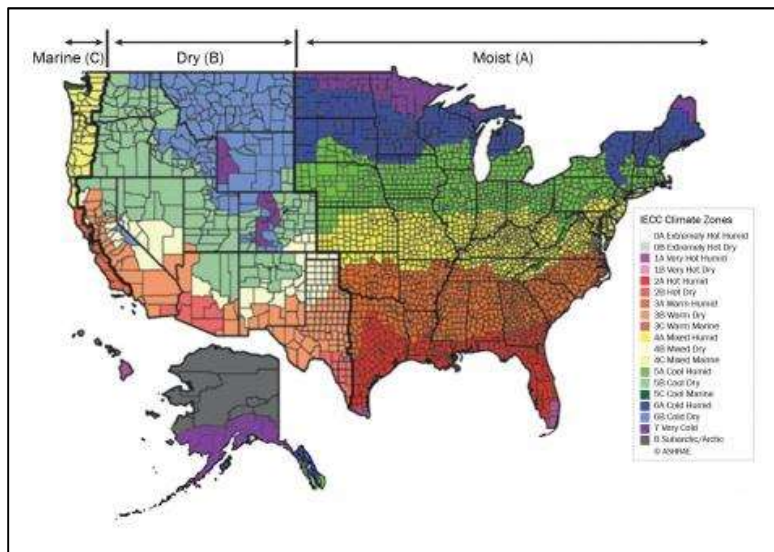 Marine (C)
Dry (B)
Moist (A)
IECC Climate Zones
0A Extremely Hot Humid
0B Extremely Hot Dry
1A Very Hot Humid
1B Very Hot Dry
2A Hot Humid
2B Hot Dry
3A Warm Humid
3B Warm Dry
3C Warm Marine
4A Mixed Humid
4B Mixed Dry
4C Mixed Marine
5A Cool Humid
5B Cool Dry
5C Cool Marine
6A Cold Humid
6B Cold Dry
7 Very Cold
8 Subarctic/Arctic
© ASHRAE